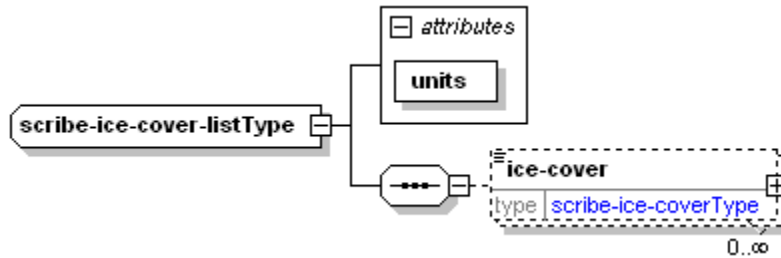 attributes
units
scribe-ice-cover-listType
ice-cover
type scribe-ice-coverType
0..∞